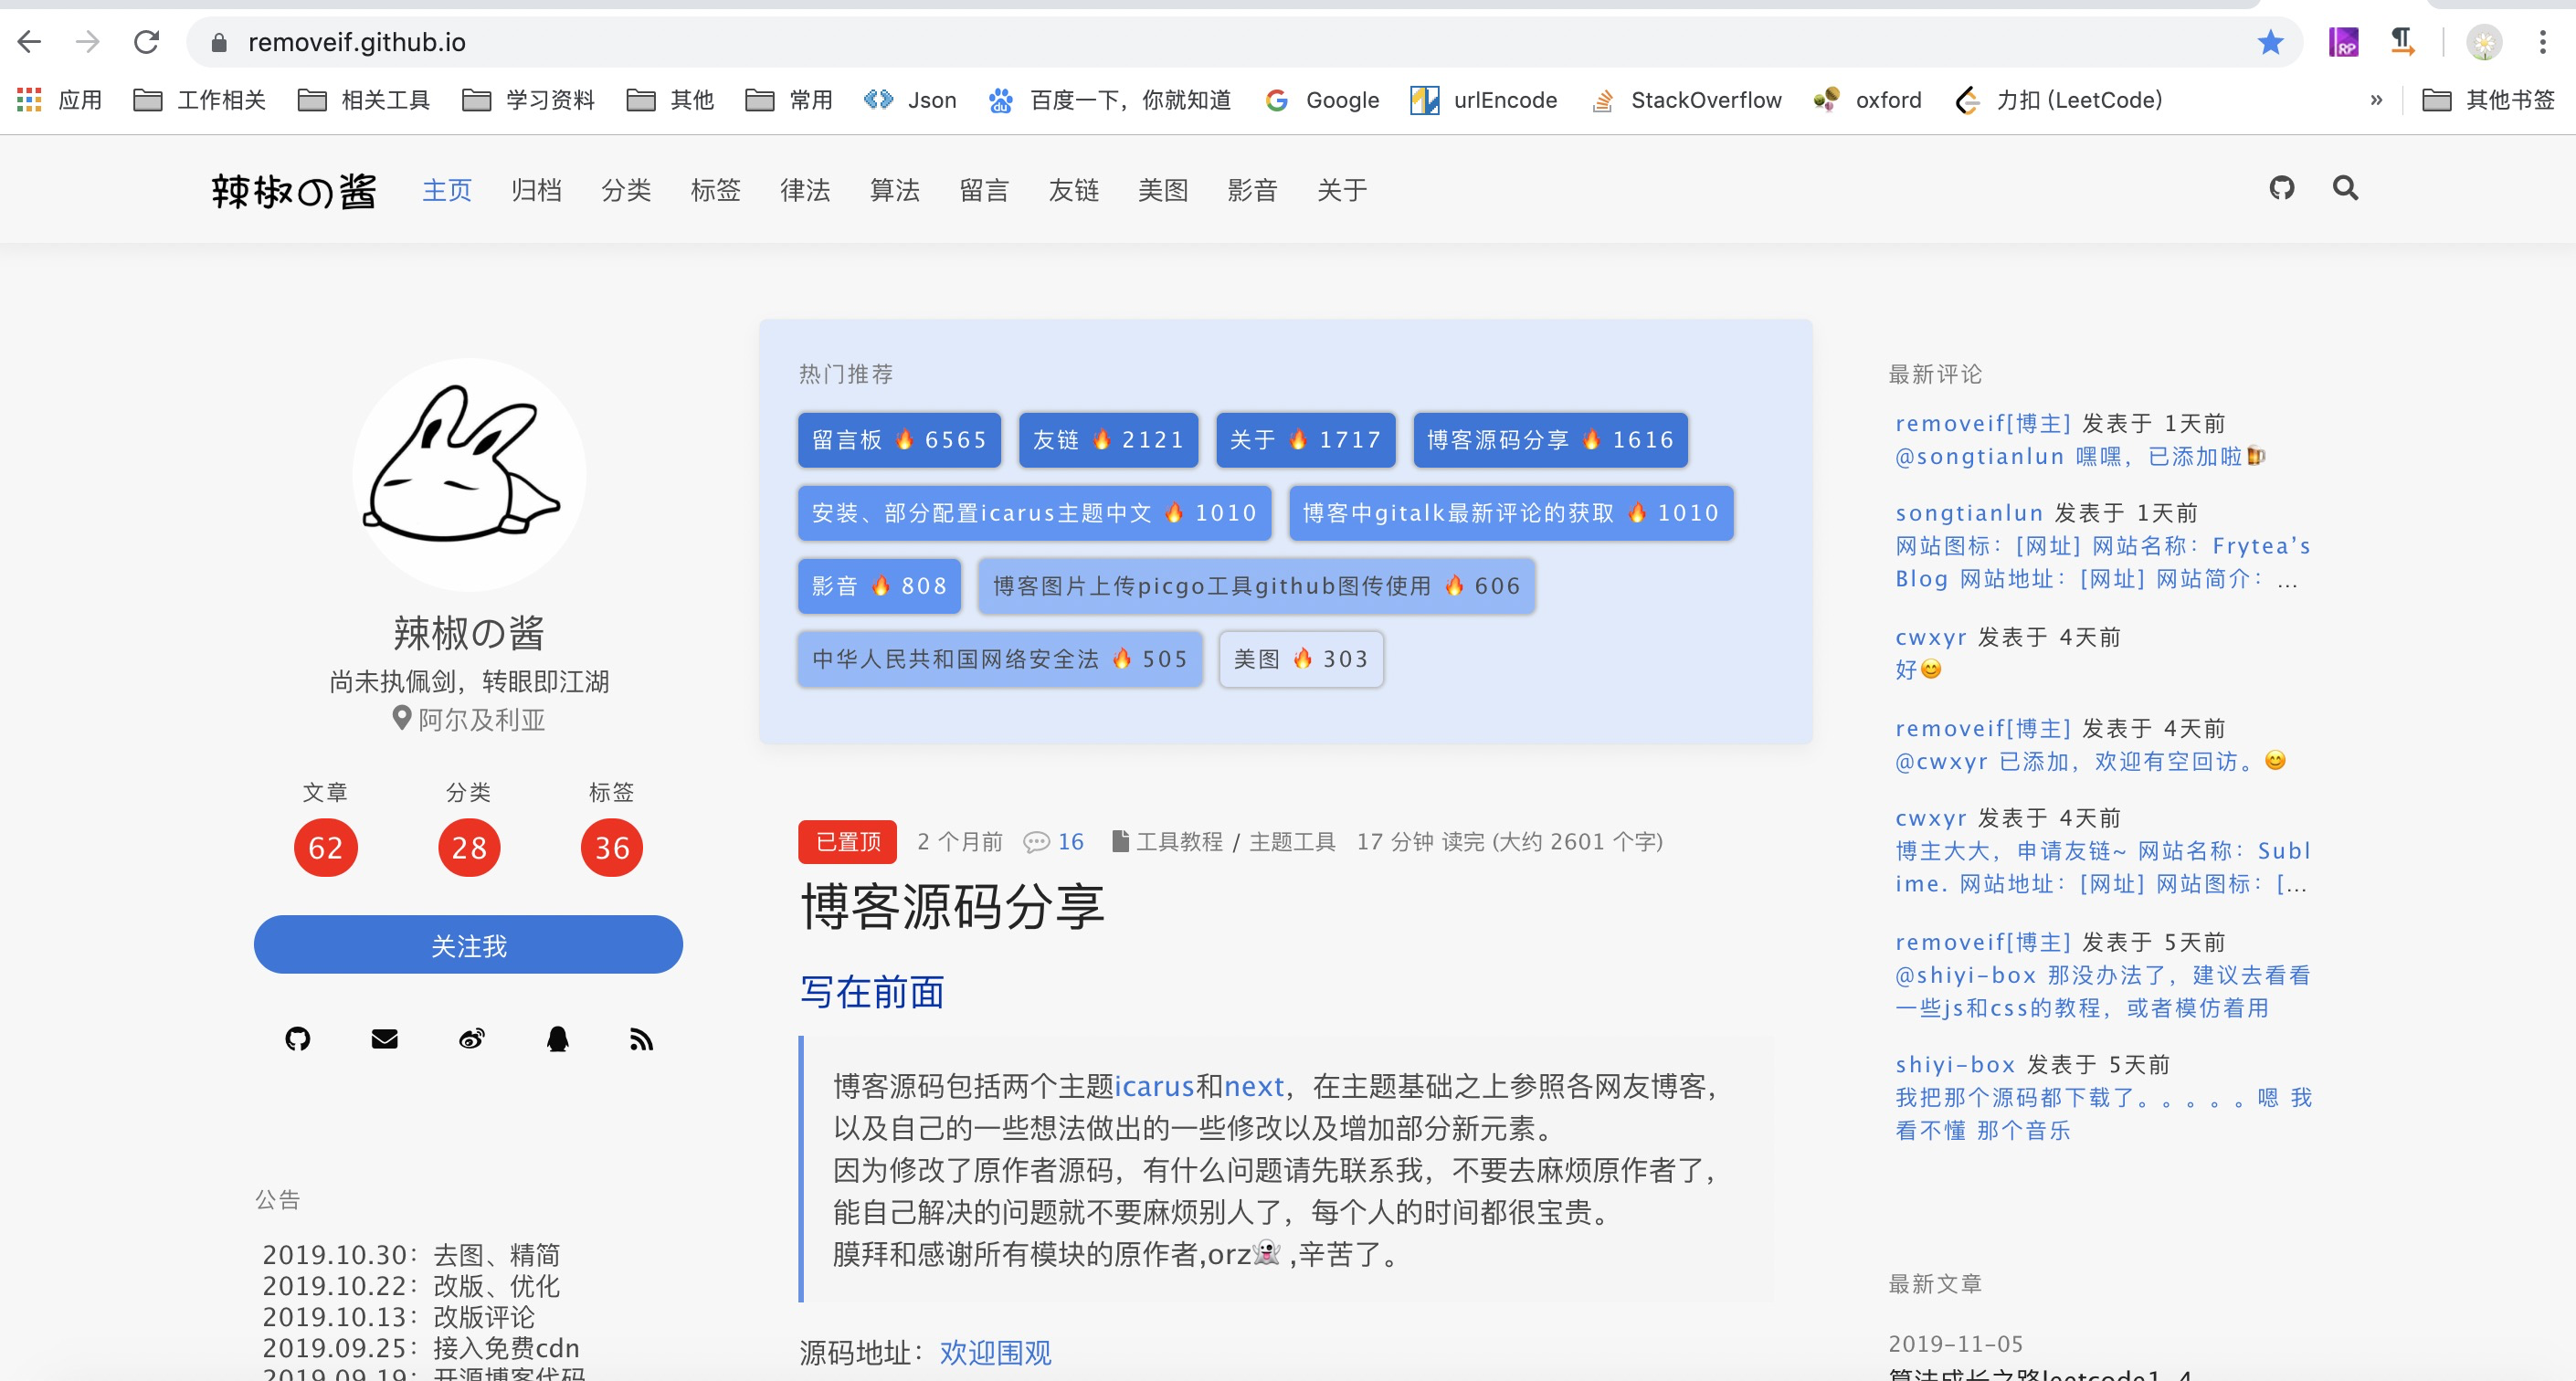 removeif.github.io
应用 工作相关 相关工具 学习资料 其他 常用 Json 百度一下，你就知道 Google urlEncode StackOverflow oxford 力扣 (LeetCode) » 其他书签
辣椒の酱 主页 归档 分类 标签 律法 算法 留言 友链 美图 影音 关于
辣椒の酱
尚未执佩剑，转眼即江湖
阿尔及利亚
文章 分类 标签
62 28 36
关注我
公告
2019.10.30：去图、精简
2019.10.22：改版、优化
2019.10.13：改版评论
2019.09.25：接入免费cdn
2019.09.19：开源博客代码
热门推荐
留言板 🔥 6565 友链 🔥 2121 关于 🔥 1717 博客源码分享 🔥 1616
安装、部分配置icarus主题中文 🔥 1010 博客中gitalk最新评论的获取 🔥 1010
影音 🔥 808 博客图片上传picgo工具github图传使用 🔥 606
中华人民共和国网络安全法 🔥 505 美图 🔥 303
已置顶 2 个月前 16 工具教程 / 主题工具 17 分钟 读完 (大约 2601 个字)
博客源码分享
写在前面
博客源码包括两个主题icarus和next，在主题基础之上参照各网友博客，
以及自己的一些想法做出的一些修改以及增加部分新元素。
因为修改了原作者源码，有什么问题请先联系我，不要去麻烦原作者了，
能自己解决的问题就不要麻烦别人了，每个人的时间都很宝贵。
膜拜和感谢所有模块的原作者,orz👻 ,辛苦了。
源码地址：欢迎围观
最新评论
removeif[博主] 发表于 1天前
@songtianlun 嘿嘿，已添加啦🍺
songtianlun 发表于 1天前
网站图标：[网址] 网站名称：Frytea’s
Blog 网站地址：[网址] 网站简介：...
cwxyr 发表于 4天前
好😊
removeif[博主] 发表于 4天前
@cwxyr 已添加，欢迎有空回访。😊
cwxyr 发表于 4天前
博主大大，申请友链~ 网站名称：Subl
ime. 网站地址：[网址] 网站图标：[...
removeif[博主] 发表于 5天前
@shiyi-box 那没办法了，建议去看看
一些js和css的教程，或者模仿着用
shiyi-box 发表于 5天前
我把那个源码都下载了。。。。。嗯 我
看不懂 那个音乐
最新文章
2019-11-05
算法成长之路leetcode1-4